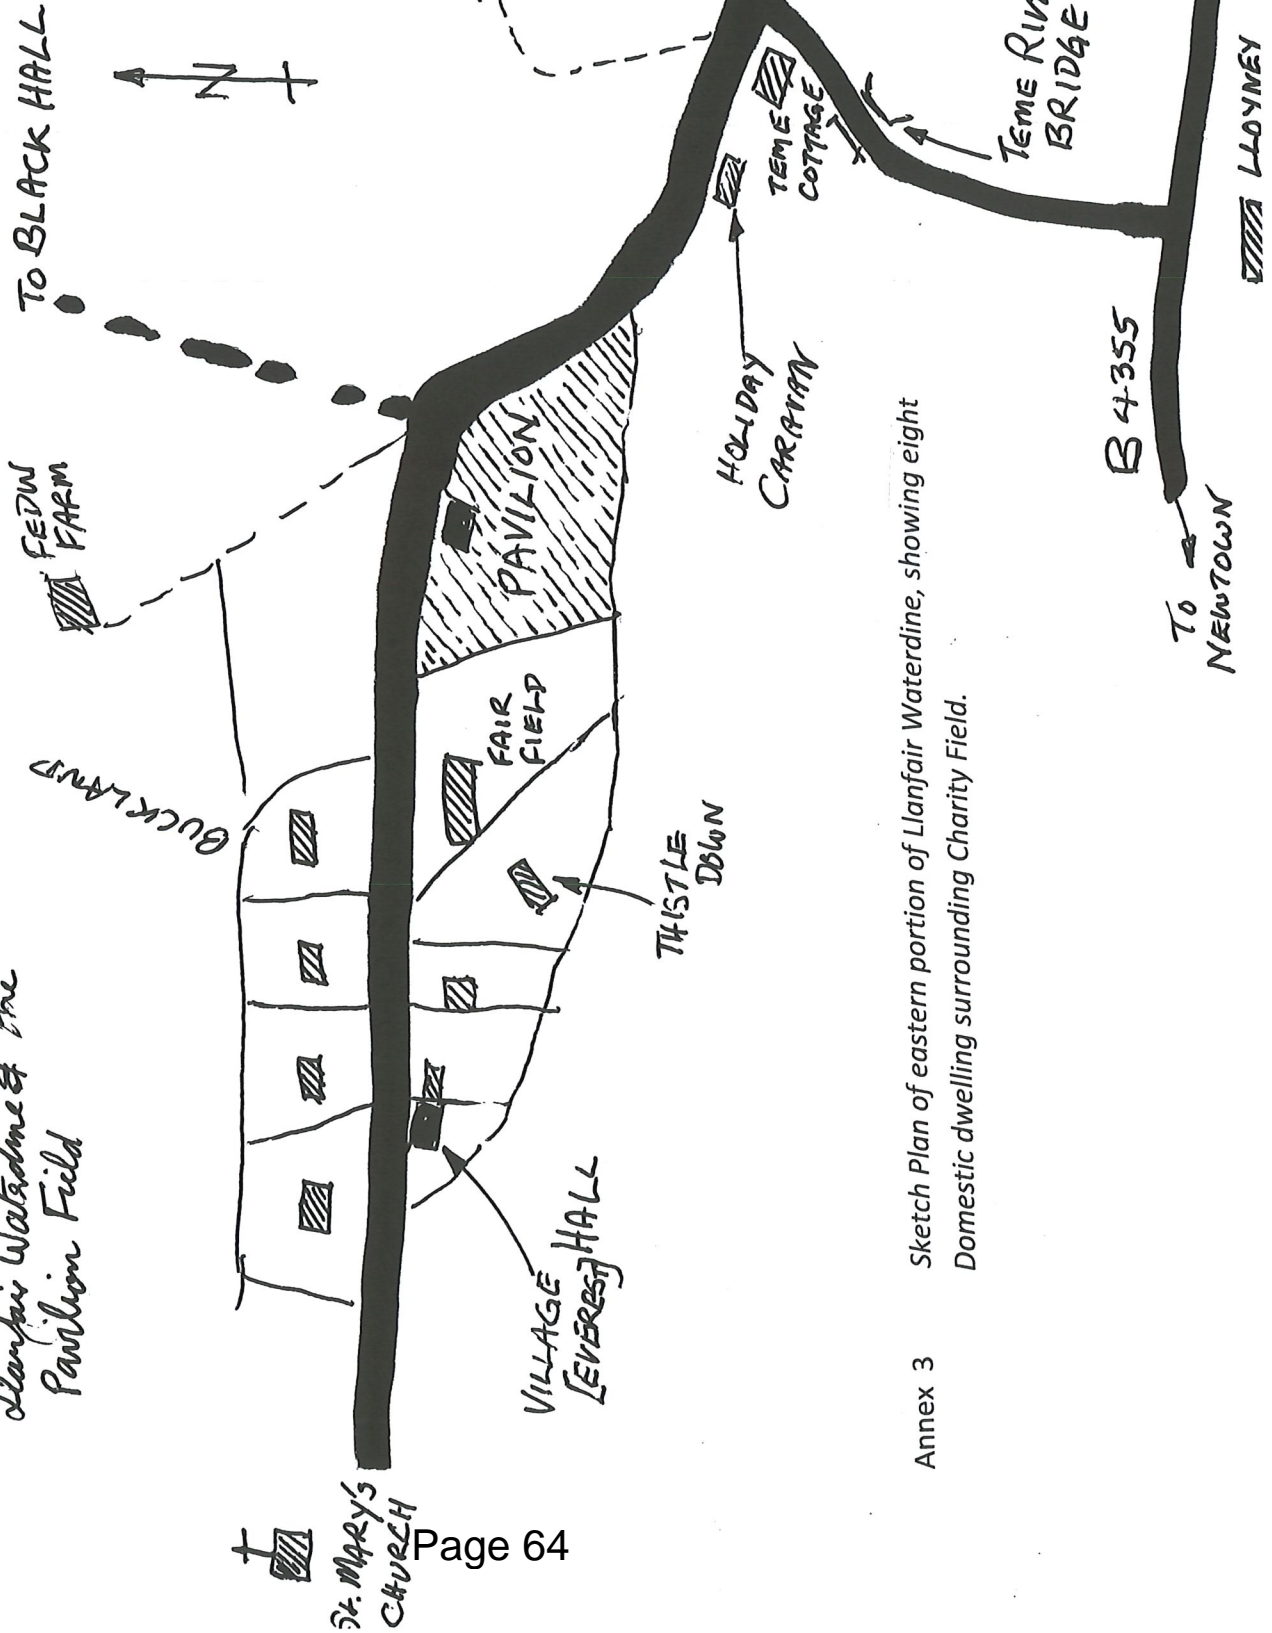 Llanfair Waterdine & the
Pavilion Field
TO BLACK HALL
N
FEDW
FARM
BUCKLAND
St. MARY'S
CHURCH
VILLAGE
[EVEREST] HALL
THISTLE
DOWN
FAIR
FIELD
PAVILION
HOLIDAY
CARAVAN
TEME
COTTAGE
TEME
BRIDGE
B4355
TO
NEWTOWN
LLOYNEY
Annex 3 Sketch Plan of eastern portion of Llanfair Waterdine, showing eight
Domestic dwelling surrounding Charity Field.
Page 64